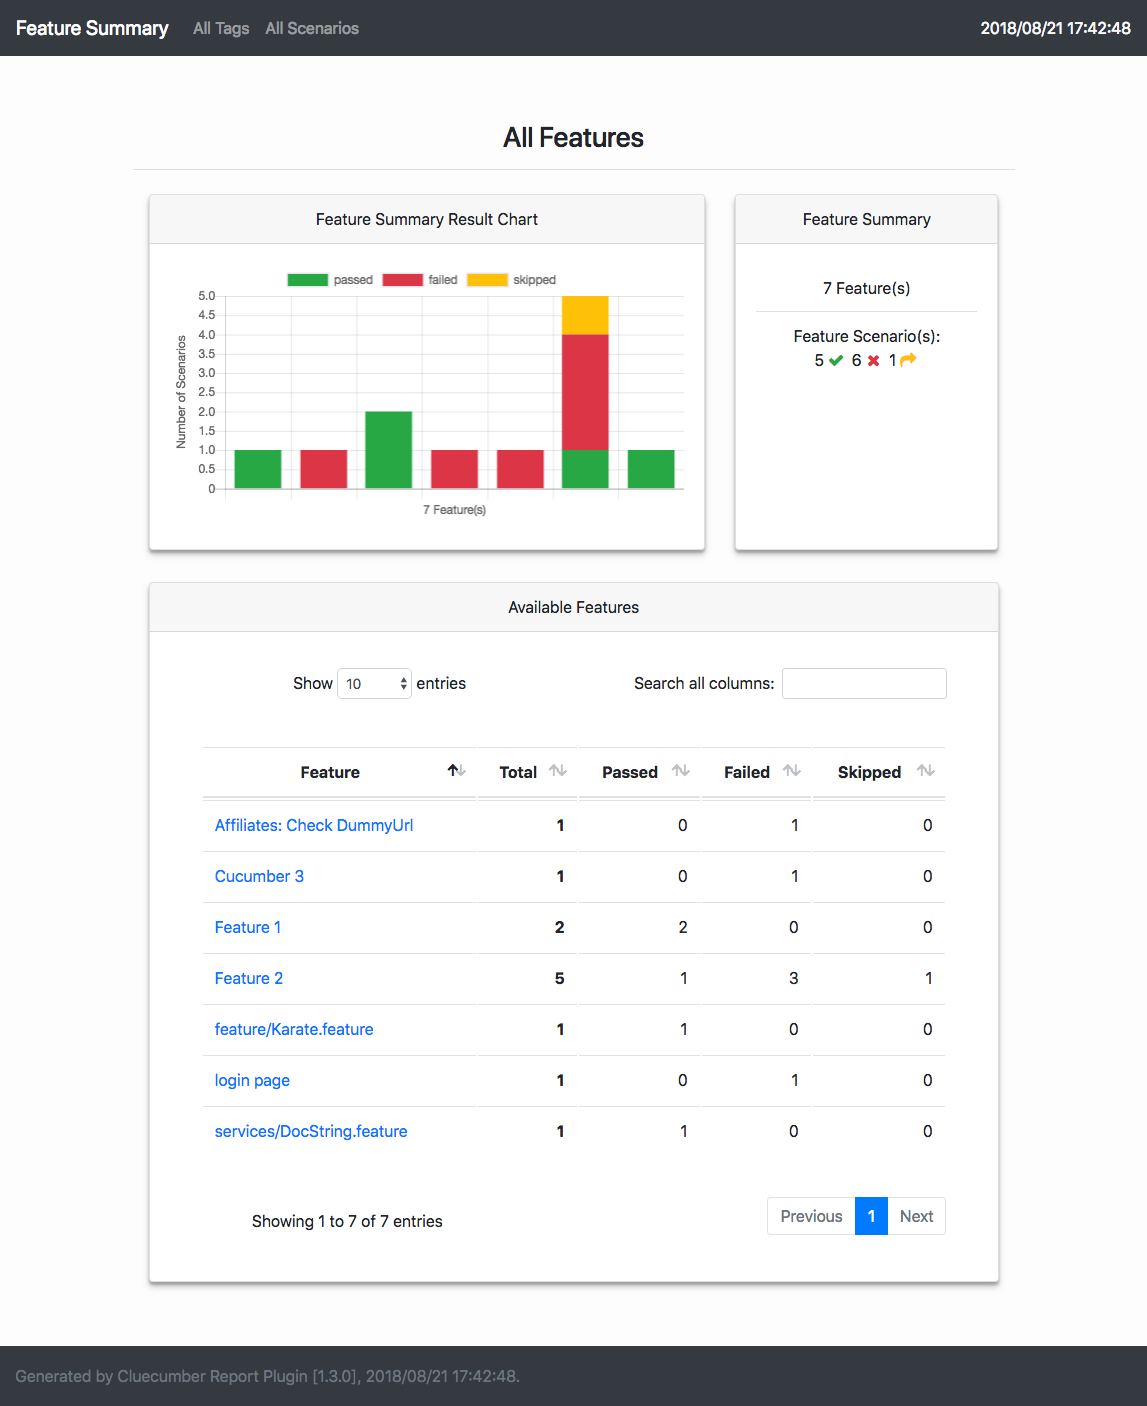 Feature Summary All Tags All Scenarios 2018/08/21 17:42:48
All Features
Feature Summary Result Chart
passed failed skipped
5.0
4.5
4.0
3.5
3.0
2.5
2.0
1.5
1.0
0.5
0
Number of Scenarios
7 Feature(s)
Feature Summary
7 Feature(s)
Feature Scenario(s):
5 6 1
Available Features
Show 10 entries Search all columns:
Feature Total Passed Failed Skipped
Affiliates: Check DummyUrl 1 0 1 0
Cucumber 3 1 0 1 0
Feature 1 2 2 0 0
Feature 2 5 1 3 1
feature/Karate.feature 1 1 0 0
login page 1 0 1 0
services/DocString.feature 1 1 0 0
Showing 1 to 7 of 7 entries Previous 1 Next
Generated by Cluecumber Report Plugin [1.3.0], 2018/08/21 17:42:48.